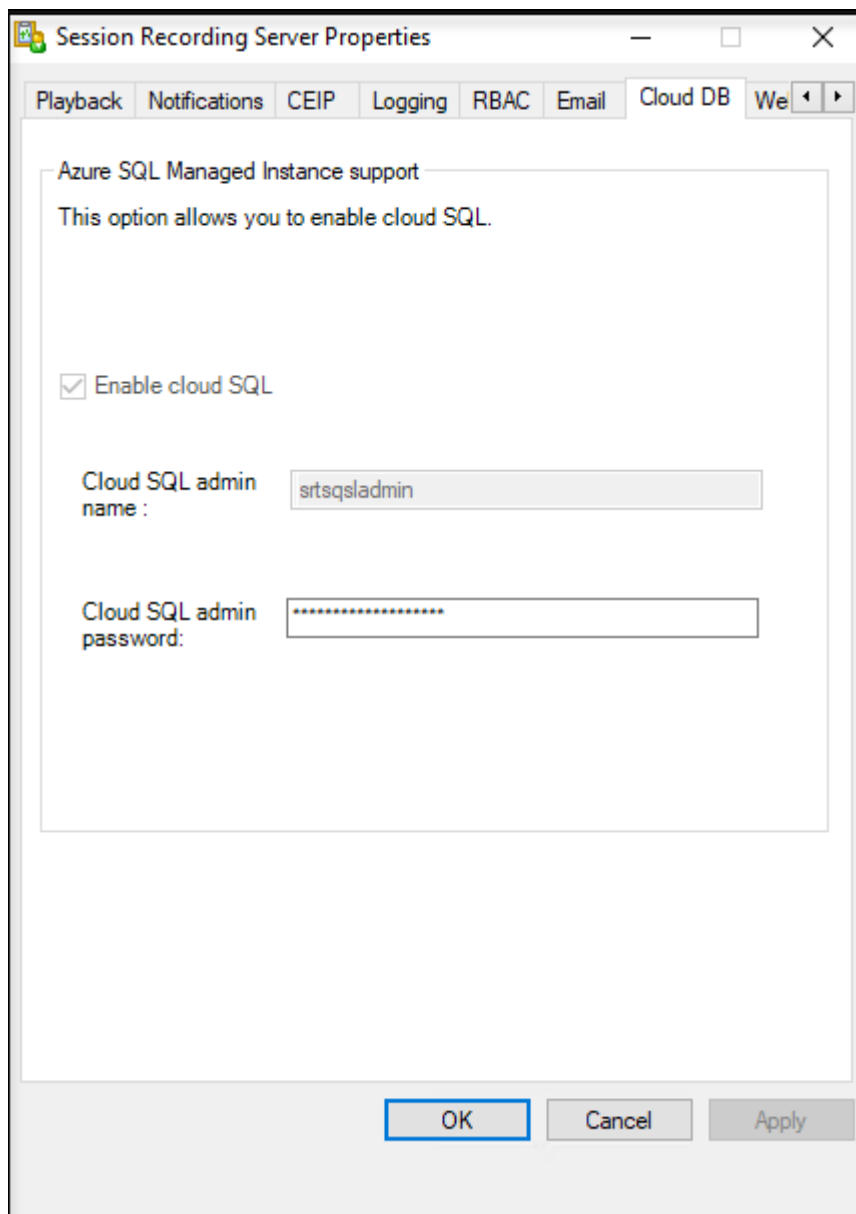 Session Recording Server Properties
Playback Notifications CEIP Logging RBAC Email Cloud DB We
Azure SQL Managed Instance support
This option allows you to enable cloud SQL.
Enable cloud SQL
Cloud SQL admin
name :
srtsqsladmin
Cloud SQL admin
password:
*******************
OK Cancel Apply